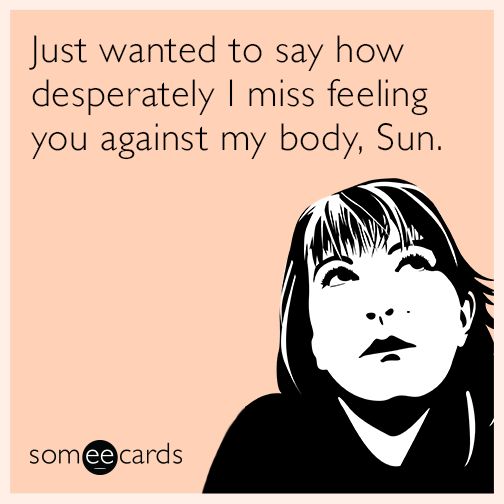 Just wanted to say how
desperately I miss feeling
you against my body, Sun.
someecards